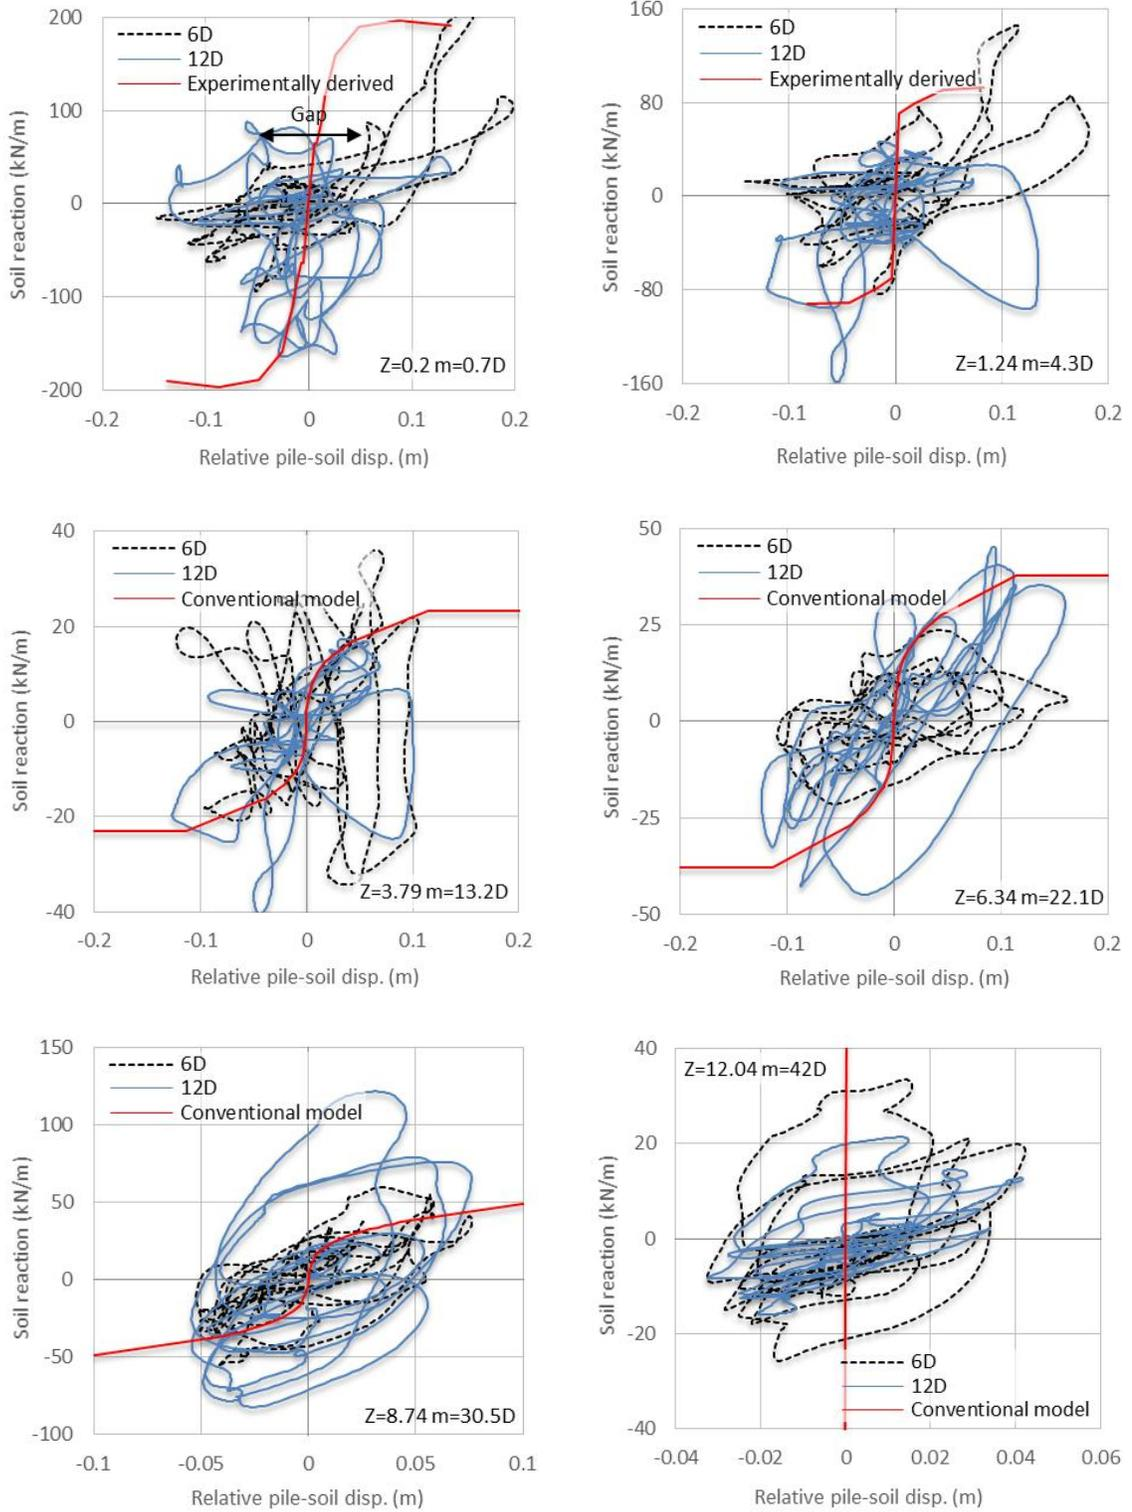 200
100
0
-100
-200
-0.2 -0.1 0 0.1 0.2
Soil reaction (kN/m)
Relative pile-soil disp. (m)
6D
12D
Experimentally derived
Gap
Z=0.2 m=0.7D
160
80
0
-80
-160
-0.2 -0.1 0 0.1 0.2
Soil reaction (kN/m)
Relative pile-soil disp. (m)
6D
12D
Experimentally derived
Z=1.24 m=4.3D
40
20
0
-20
-40
-0.2 -0.1 0 0.1 0.2
Soil reaction (kN/m)
Relative pile-soil disp. (m)
6D
12D
Conventional model
Z=3.79 m=13.2D
50
25
0
-25
-50
-0.2 -0.1 0 0.1 0.2
Soil reaction (kN/m)
Relative pile-soil disp. (m)
6D
12D
Conventional model
Z=6.34 m=22.1D
150
100
50
0
-50
-100
-0.1 -0.05 0 0.05 0.1
Soil reaction (kN/m)
Relative pile-soil disp. (m)
6D
12D
Conventional model
Z=8.74 m=30.5D
40
20
0
-20
-40
-0.04 -0.02 0 0.02 0.04 0.06
Soil reaction (kN/m)
Relative pile-soil disp. (m)
Z=12.04 m=42D
6D
12D
Conventional model